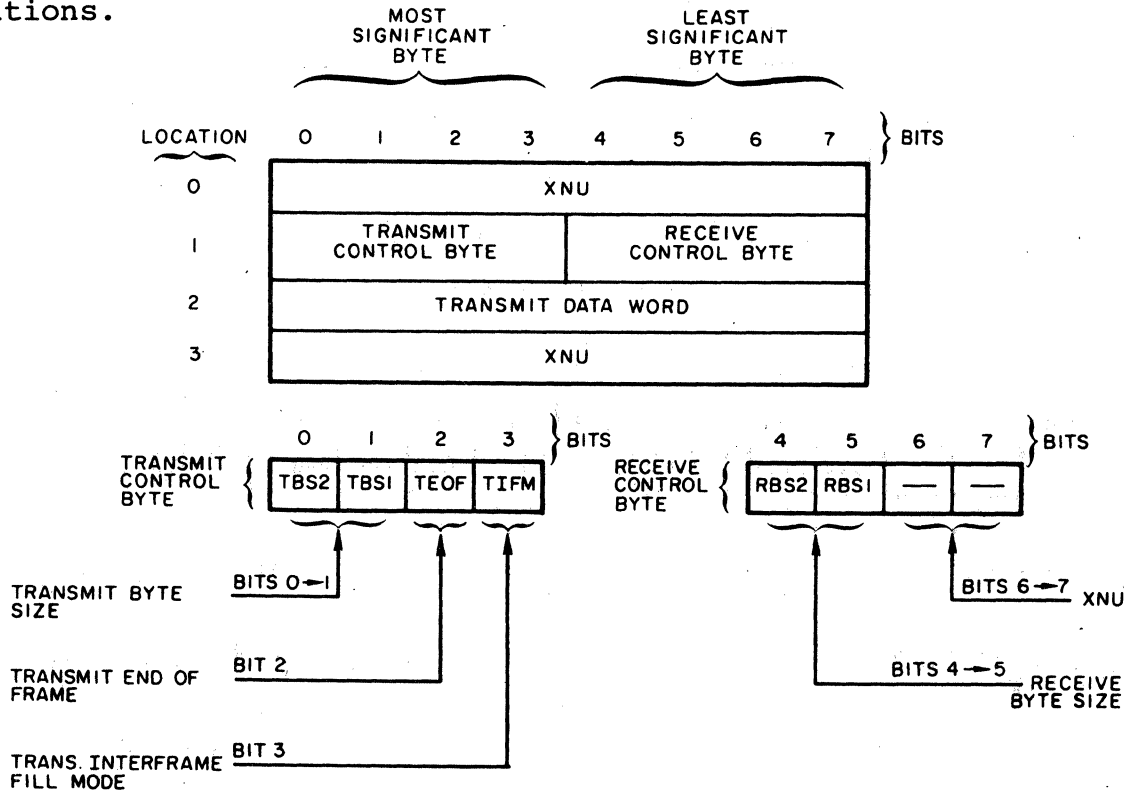 tions.
MOST
SIGNIFICANT
BYTE
LEAST
SIGNIFICANT
BYTE
LOCATION 0 1 2 3 4 5 6 7 } BITS
0 XNU
1 TRANSMIT CONTROL BYTE RECEIVE CONTROL BYTE
2 TRANSMIT DATA WORD
3 XNU
0 1 2 3 } BITS
TRANSMIT
CONTROL
BYTE
{ TBS2 TBS1 TEOF TIFM
4 5 6 7 } BITS
RECEIVE
CONTROL
BYTE
{ RBS2 RBS1 — —
TRANSMIT BYTE
SIZE
BITS 0→1
TRANSMIT END OF
FRAME
BIT 2
TRANS. INTERFRAME
FILL MODE
BIT 3
BITS 6→7 XNU
BITS 4→5 RECEIVE
BYTE SIZE